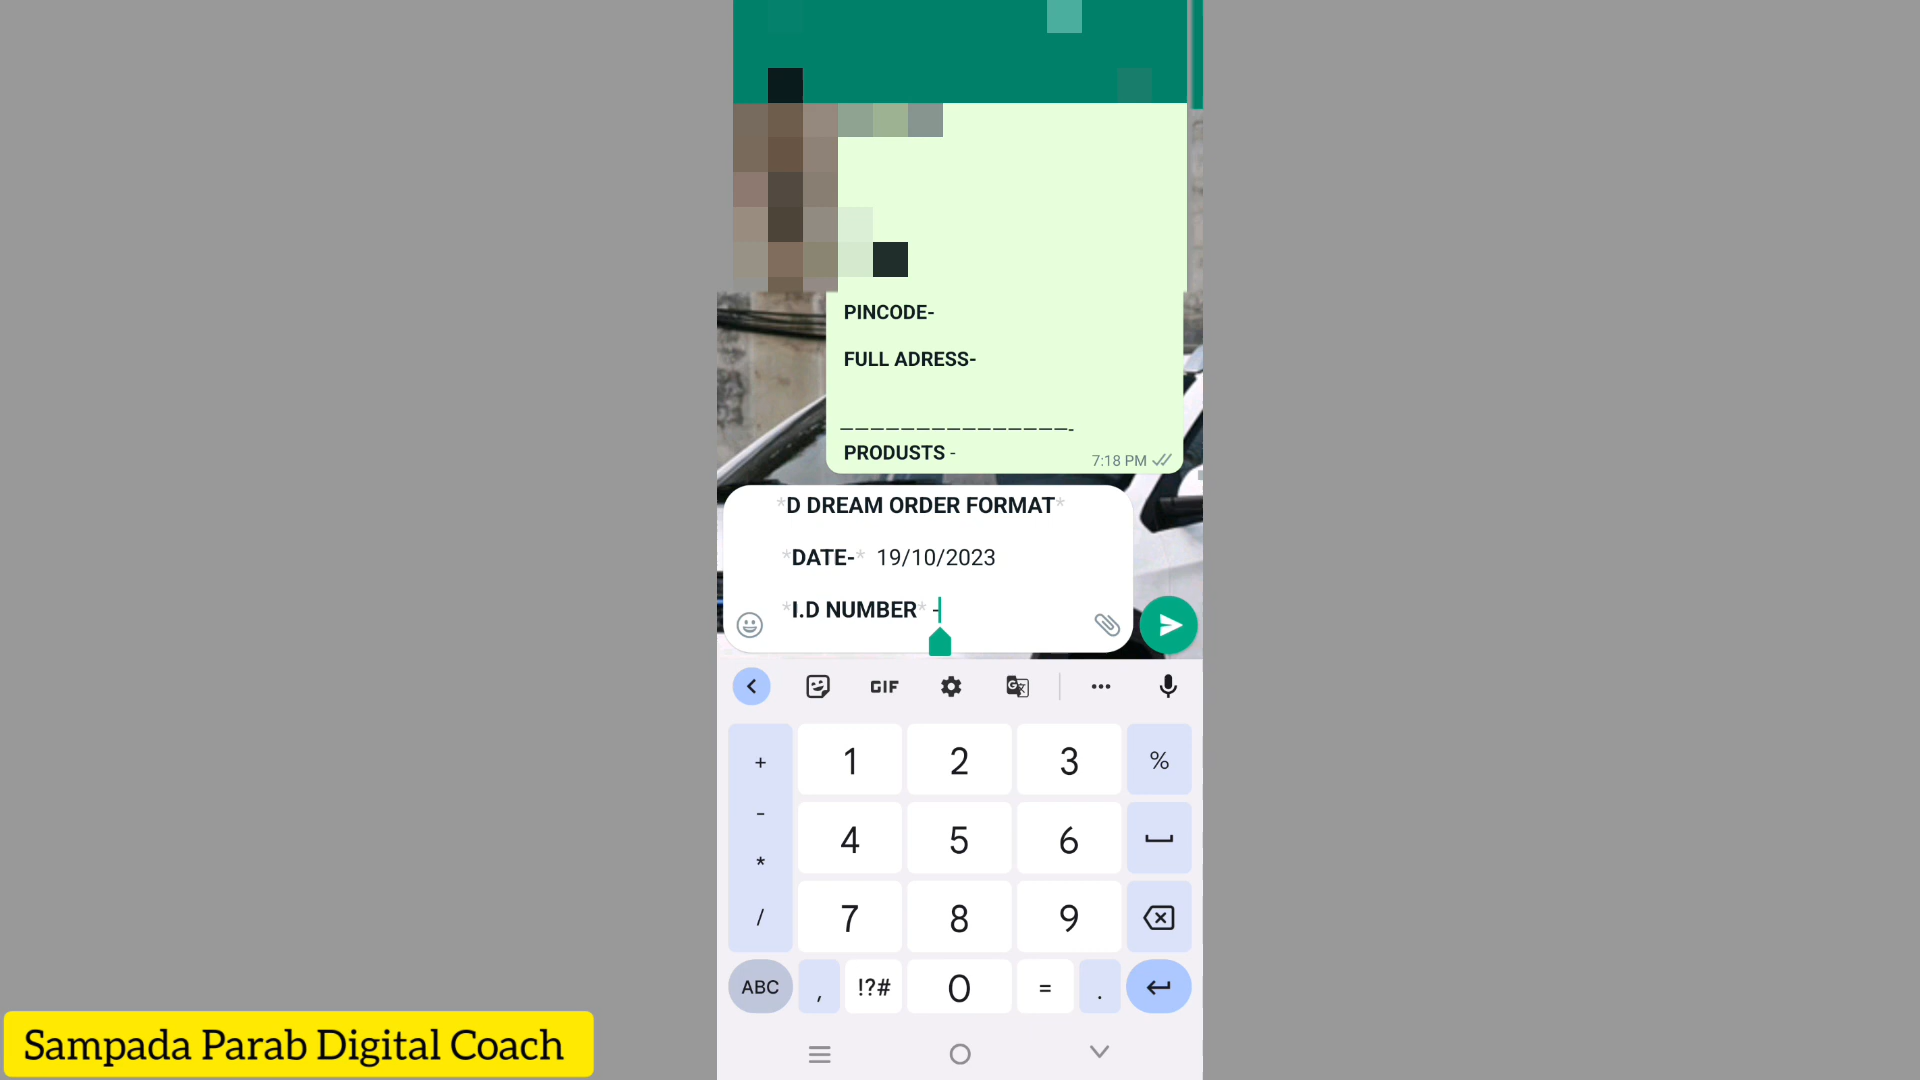 PINCODE-
FULL ADRESS-
———————————————-
PRODUSTS -
7:18 PM
*D DREAM ORDER FORMAT*
*DATE-* 19/10/2023
*I.D NUMBER* -
GIF
+ 1 2 3 %
- 4 5 6
*
/ 7 8 9
ABC , !?# 0 = .
Sampada Parab Digital Coach